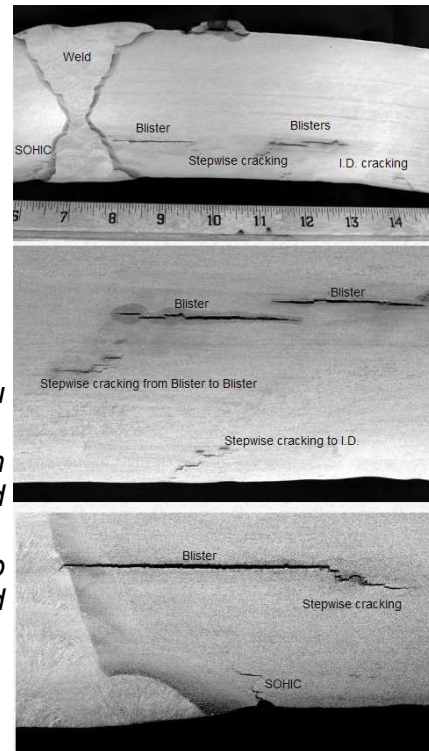 Weld
Blister
Blisters
SOHIC
Stepwise cracking
I.D. cracking
7 8 9 10 11 12 13 14
Blister
Blister
Stepwise cracking from Blister to Blister
Stepwise cracking to I.D.
Blister
Stepwise cracking
SOHIC